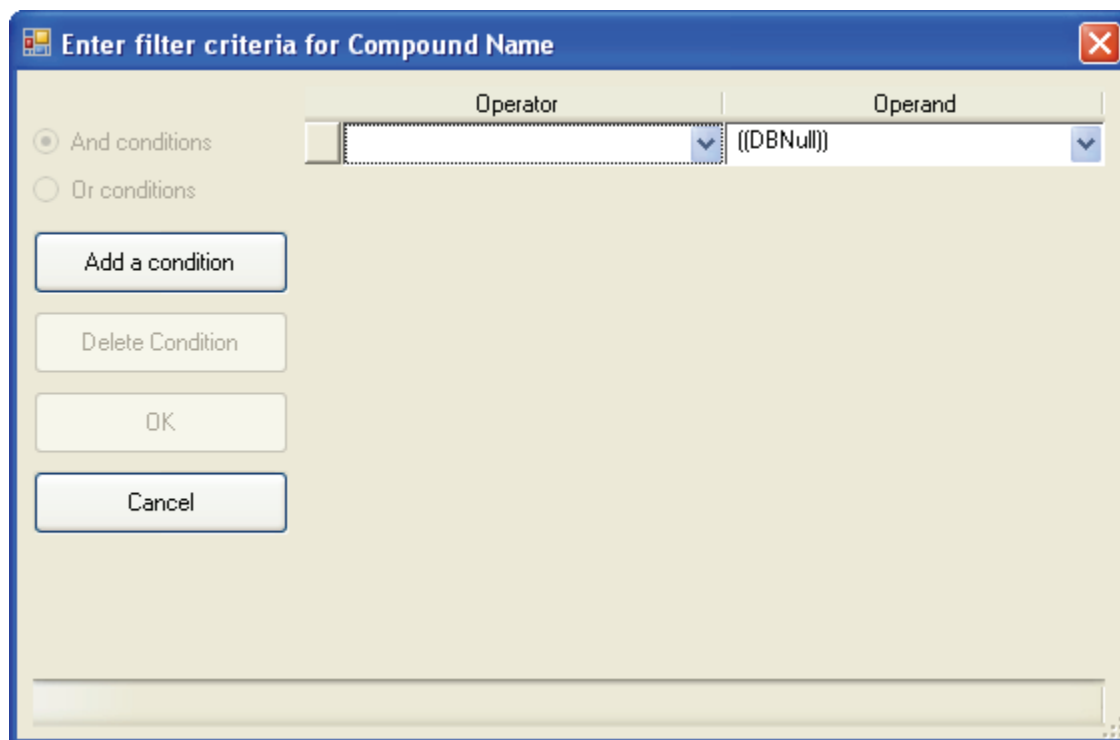 Enter filter criteria for Compound Name
Operator Operand
And conditions
((DBNull))
Or conditions
Add a condition
Delete Condition
OK
Cancel